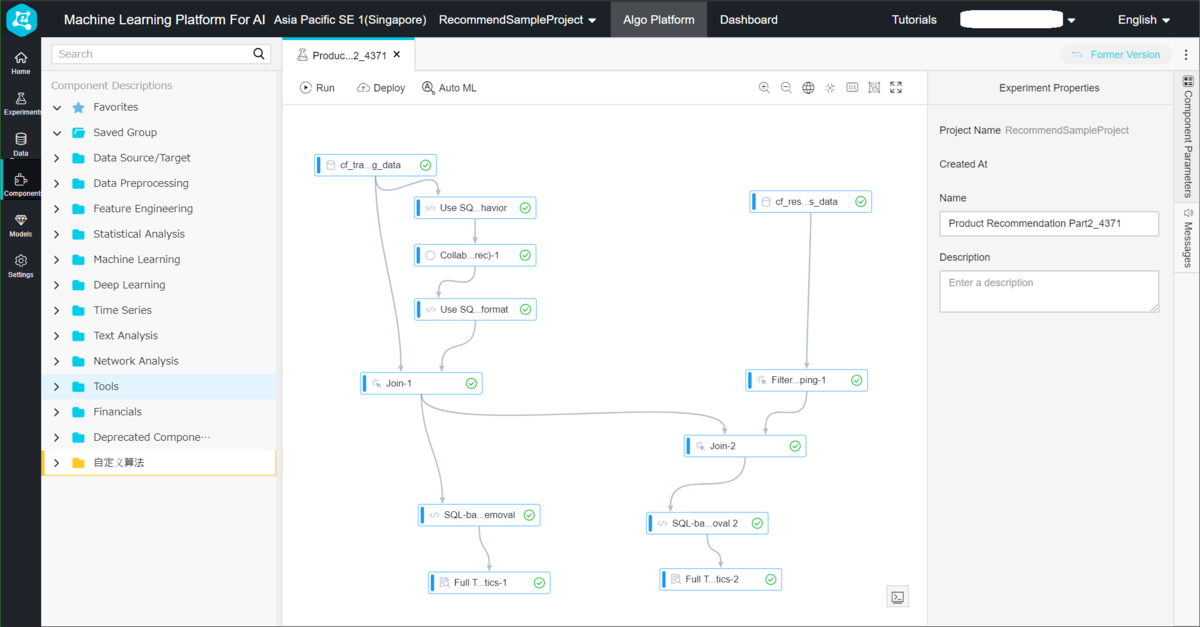 Machine Learning Platform For AI
Asia Pacific SE 1(Singapore)
RecommendSampleProject
Algo Platform
Dashboard
Tutorials
English
Home
Experiments
Data
Components
Models
Settings
Search
Component Descriptions
Favorites
Saved Group
Data Source/Target
Data Preprocessing
Feature Engineering
Statistical Analysis
Machine Learning
Deep Learning
Time Series
Text Analysis
Network Analysis
Tools
Financials
Deprecated Compone···
自定义算法
Produc...2_4371
Former Version
Run
Deploy
Auto ML
cf_tra...g_data
Use SQ...havior
cf_res...s_data
Collab...rec)-1
Use SQ...format
Join-1
Filter...ping-1
Join-2
SQL-ba...emoval
SQL-ba...oval 2
Full T...tics-1
Full T...tics-2
Experiment Properties
Project Name RecommendSampleProject
Created At
Name
Product Recommendation Part2_4371
Description
Enter a description
Component Parameters
Messages